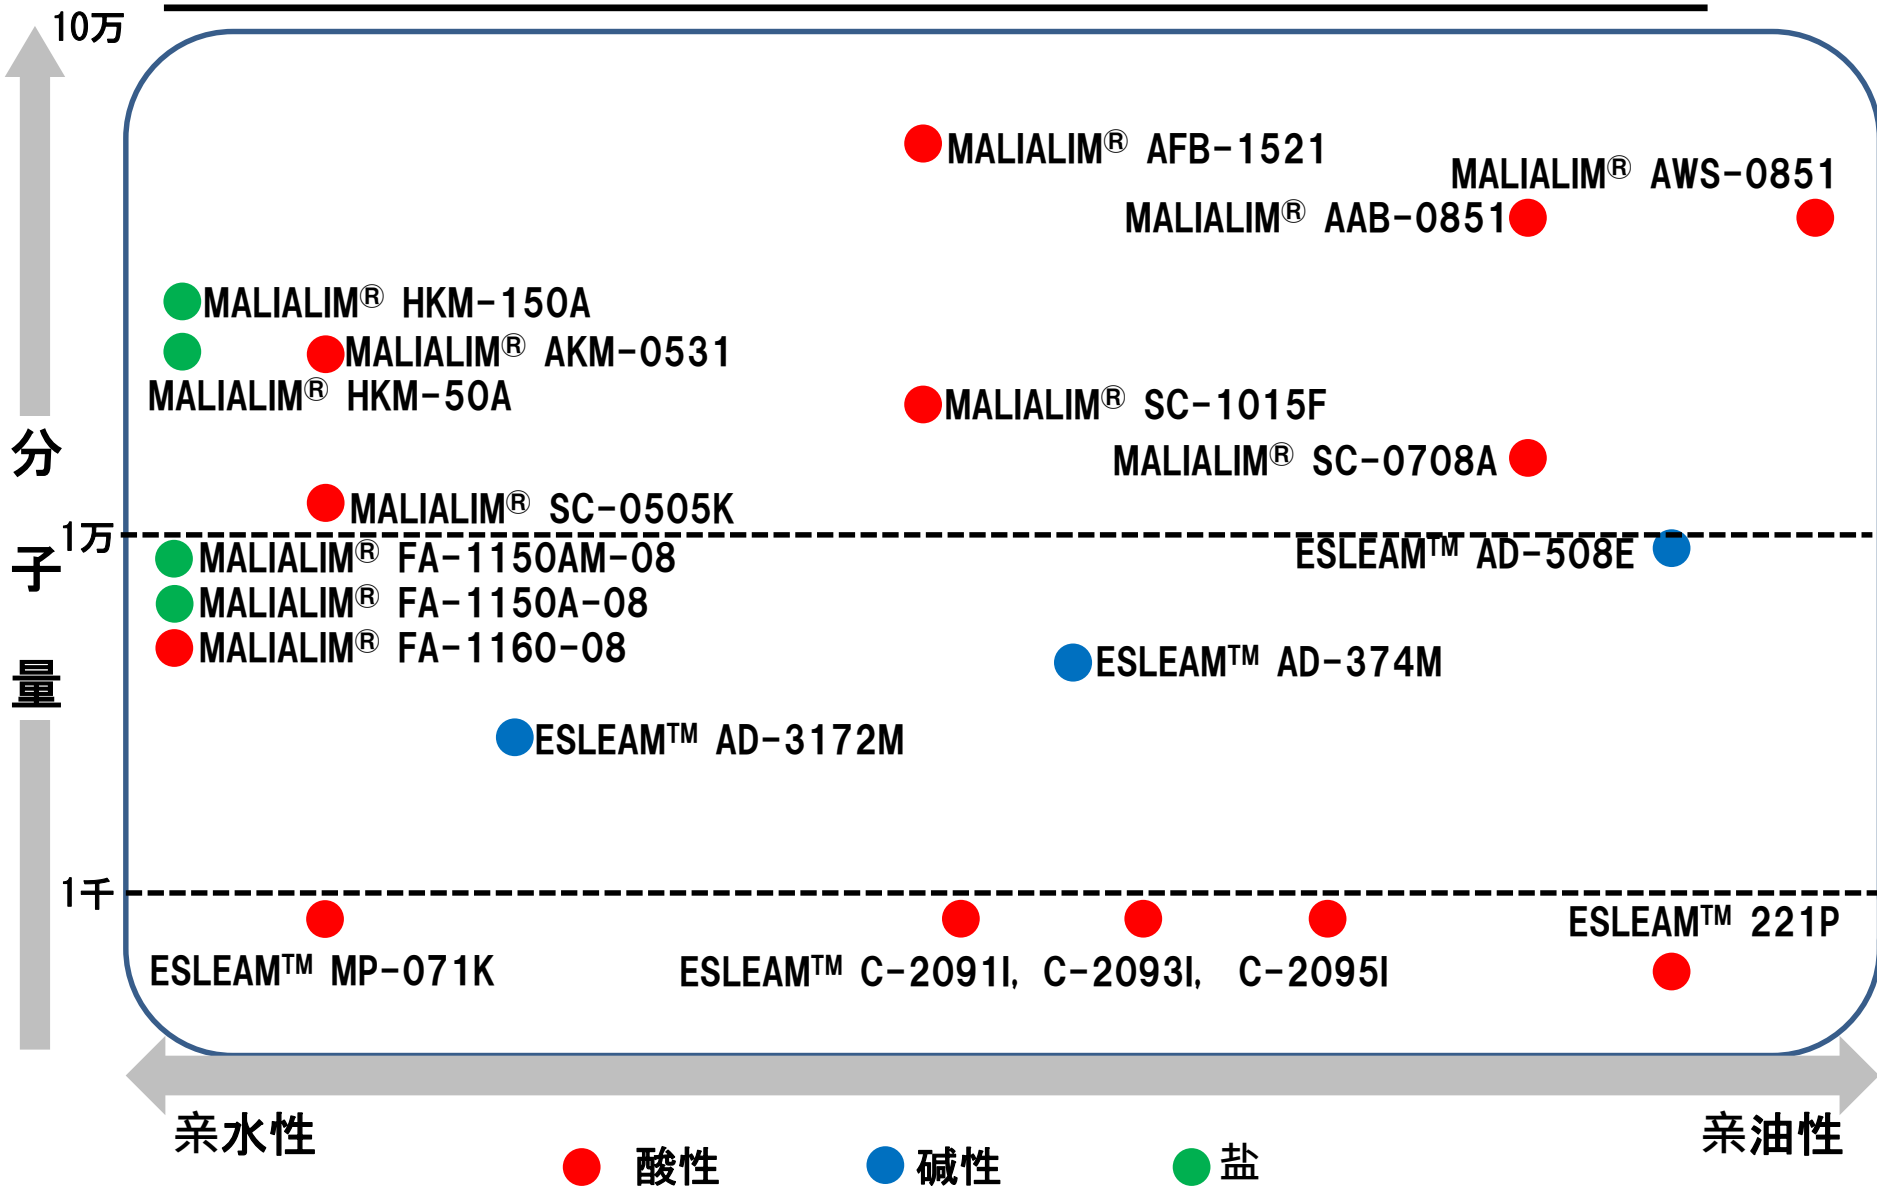 10万
MALIALIM® AFB-1521
MALIALIM® AWS-0851
MALIALIM® AAB-0851
MALIALIM® HKM-150A
MALIALIM® AKM-0531
MALIALIM® HKM-50A
MALIALIM® SC-1015F
MALIALIM® SC-0708A
MALIALIM® SC-0505K
分子量
1万
MALIALIM® FA-1150AM-08
ESLEAM™ AD-508E
MALIALIM® FA-1150A-08
MALIALIM® FA-1160-08
ESLEAM™ AD-374M
ESLEAM™ AD-3172M
1千
ESLEAM™ 221P
ESLEAM™ MP-071K
ESLEAM™ C-2091I, C-2093I, C-2095I
亲水性
亲油性
酸性
碱性
盐